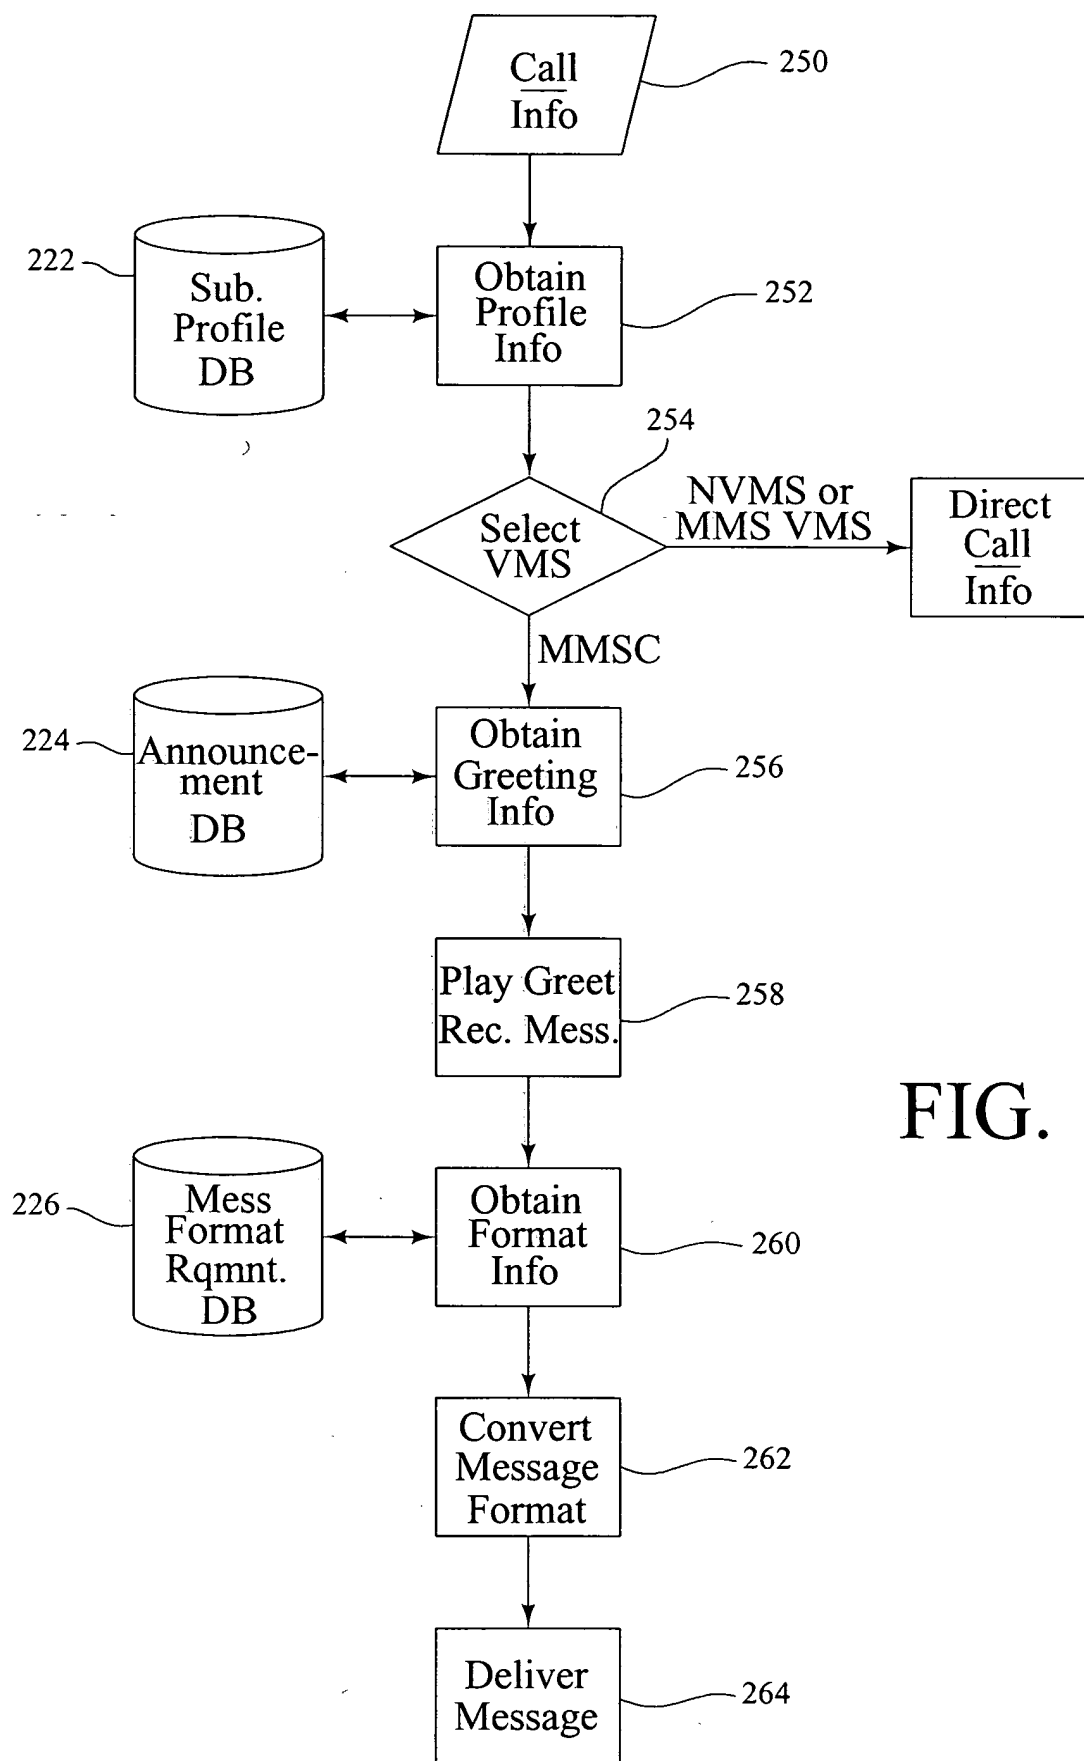 Call
Info
250
222
Sub.
Profile
DB
Obtain
Profile
Info
252
254
Select
VMS
NVMS or
MMS VMS
Direct
Call
Info
MMSC
224
Announce-
ment
DB
Obtain
Greeting
Info
256
Play Greet
Rec. Mess.
258
FIG.
226
Mess
Format
Rqmnt.
DB
Obtain
Format
Info
260
Convert
Message
Format
262
Deliver
Message
264